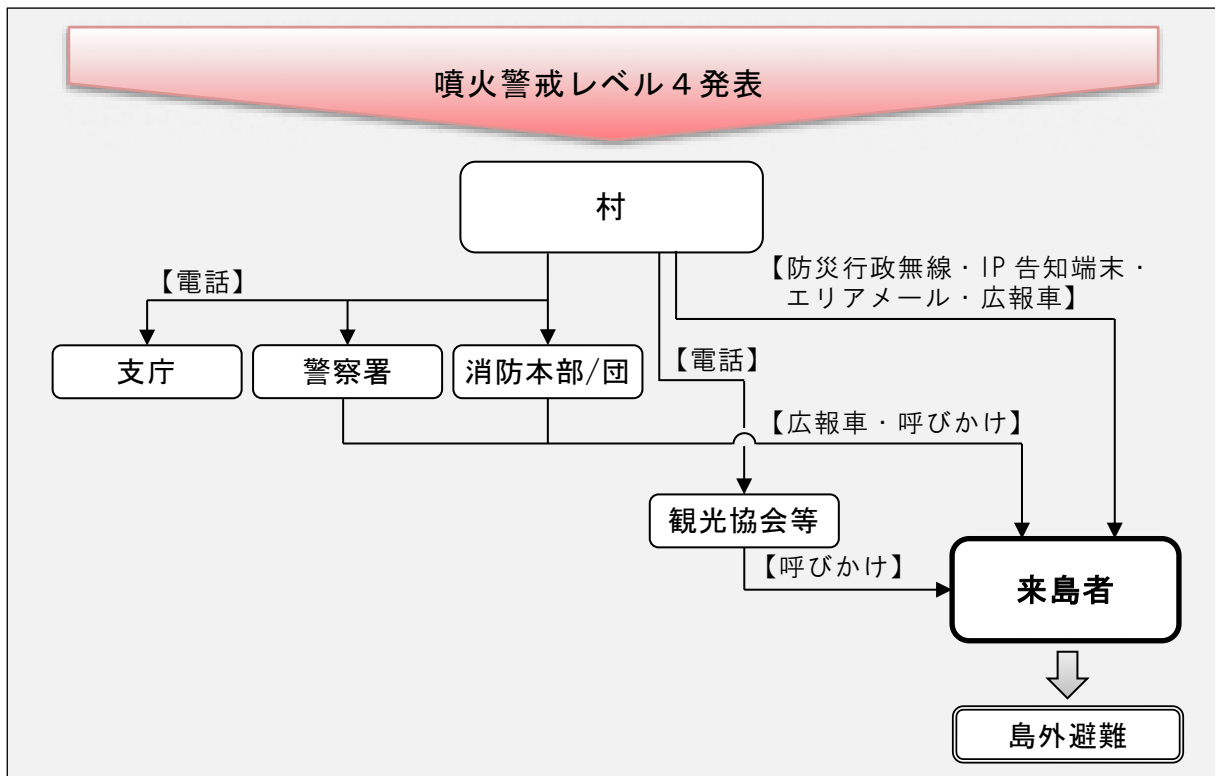 噴火警戒レベル４発表
村
【防災行政無線・IP告知端末・
エリアメール・広報車】
【電話】
支庁
警察署
消防本部/団
【電話】
【広報車・呼びかけ】
観光協会等
【呼びかけ】
来島者
島外避難